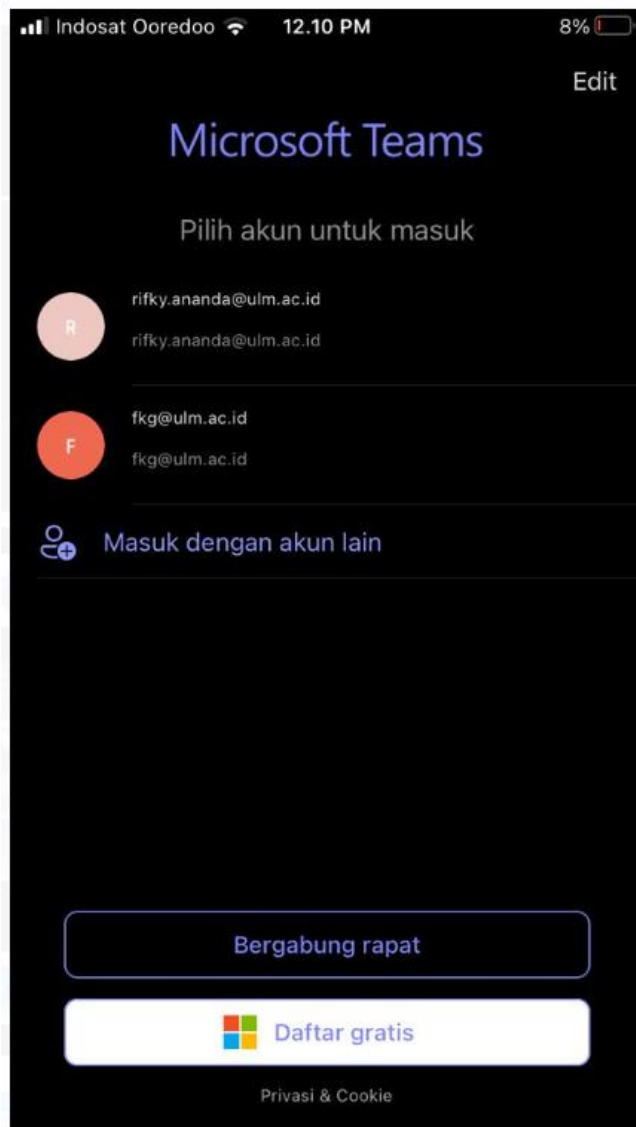 Indosat Ooredoo 12.10 PM 8%
Edit
Microsoft Teams
Pilih akun untuk masuk
R
rifky.ananda@ulm.ac.id
rifky.ananda@ulm.ac.id
F
fkg@ulm.ac.id
fkg@ulm.ac.id
Masuk dengan akun lain
Bergabung rapat
Daftar gratis
Privasi & Cookie